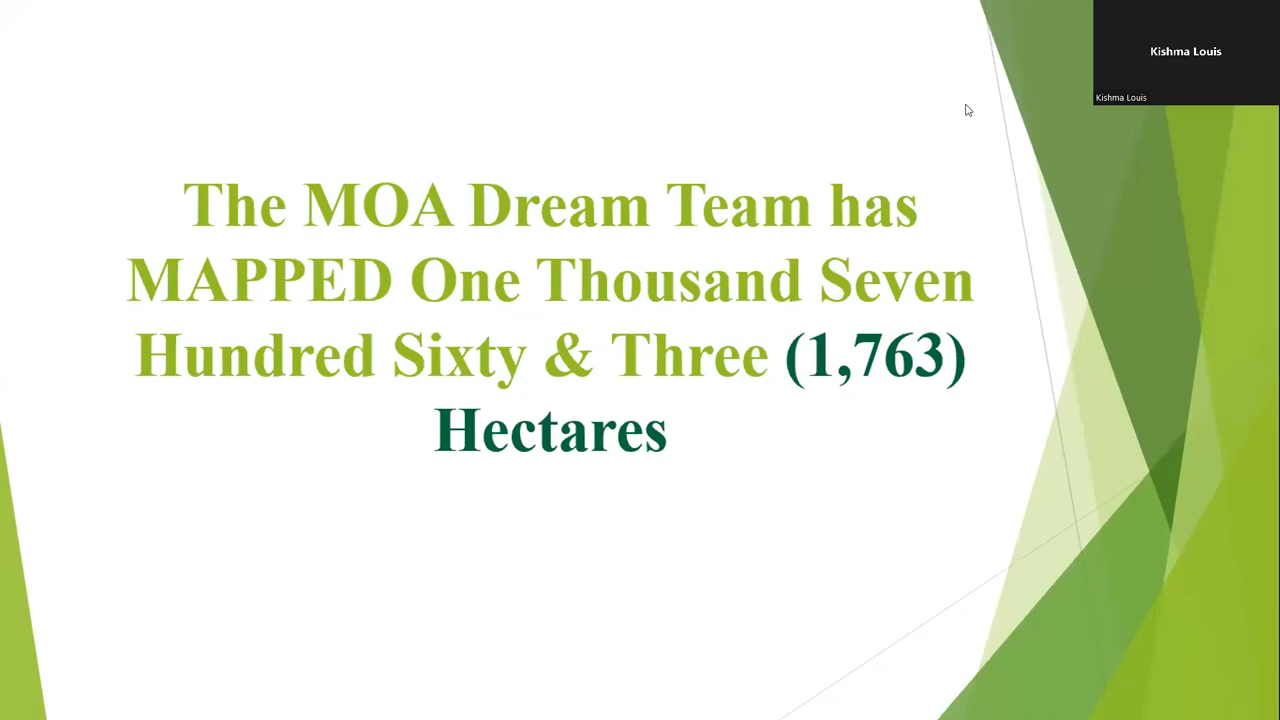 Kishma Louis
Kishma Louis
The MOA Dream Team has
MAPPED One Thousand Seven
Hundred Sixty & Three (1,763)
Hectares